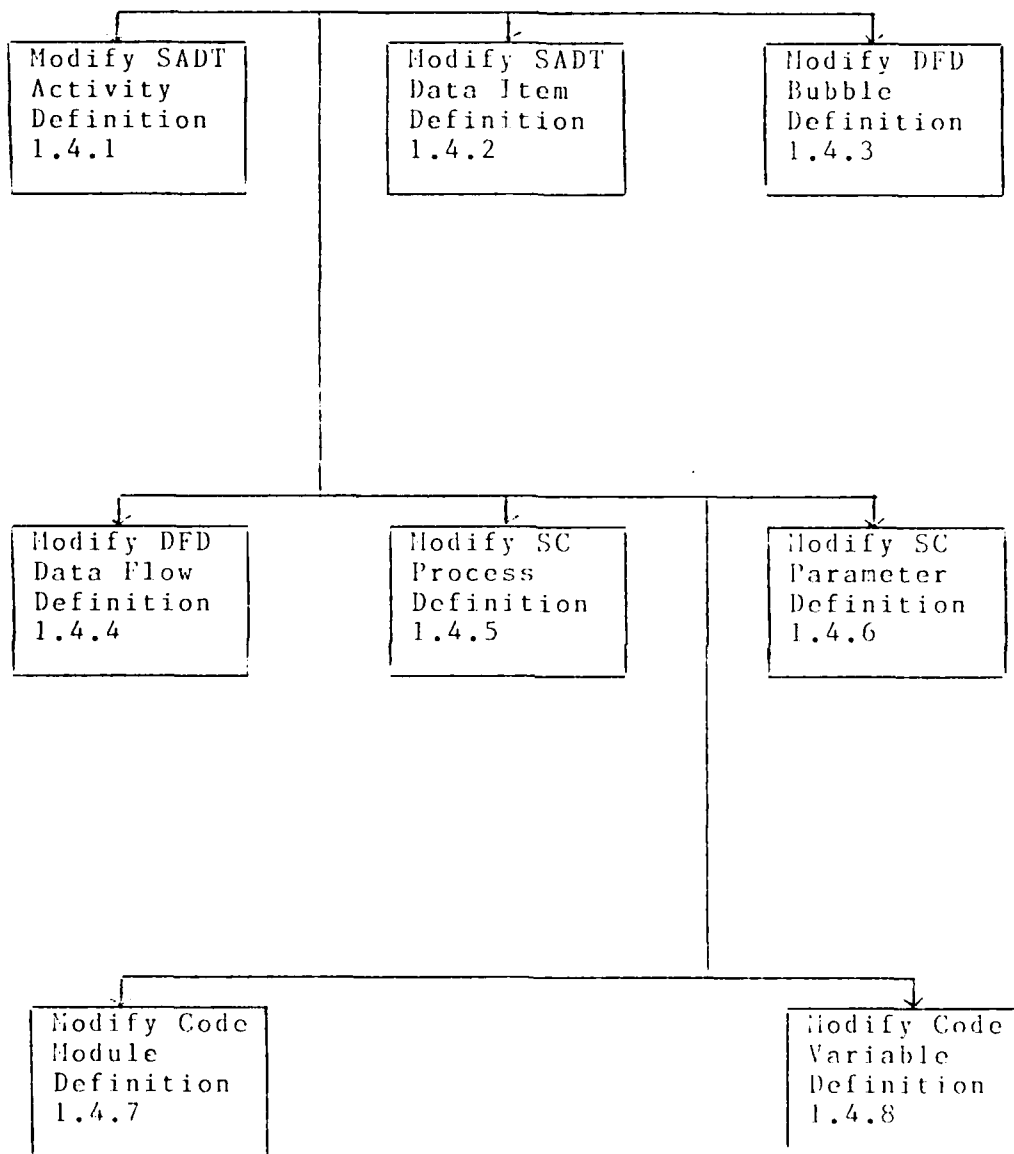 Modify SADT
Activity
Definition
1.4.1
Modify SADT
Data Item
Definition
1.4.2
Modify DFD
Bubble
Definition
1.4.3
Modify DFD
Data Flow
Definition
1.4.4
Modify SC
Process
Definition
1.4.5
Modify SC
Parameter
Definition
1.4.6
Modify Code
Module
Definition
1.4.7
Modify Code
Variable
Definition
1.4.8